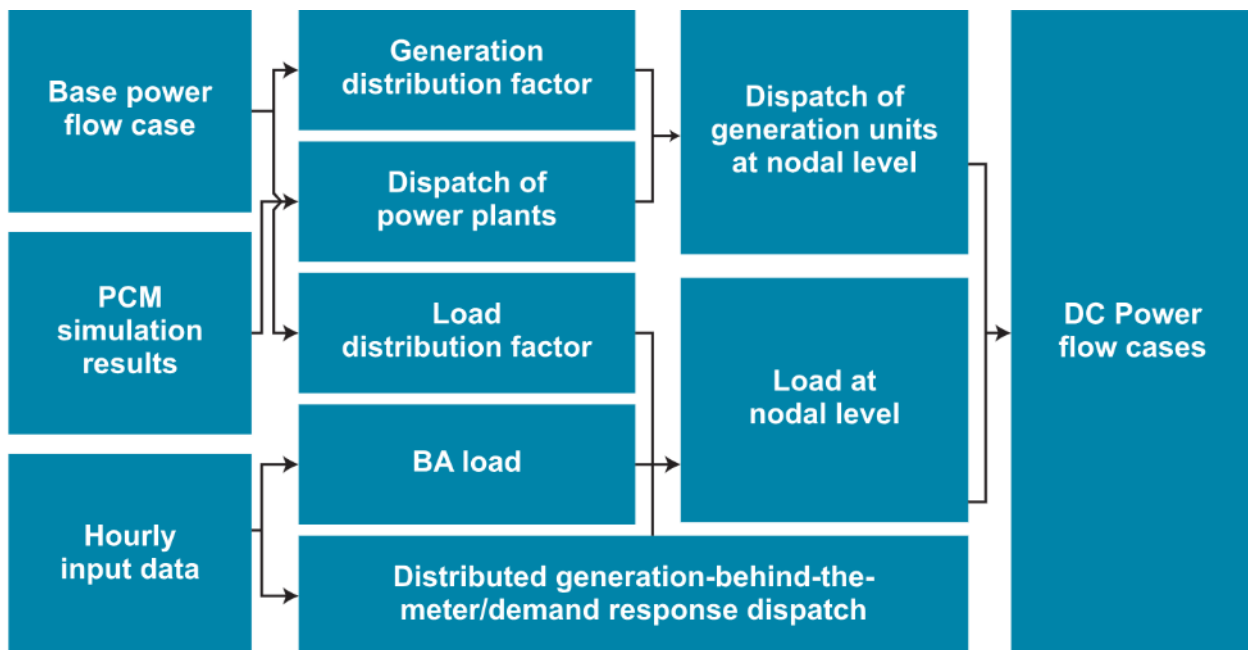 Base power
flow case
PCM
simulation
results
Hourly
input data
Generation
distribution factor
Dispatch of
power plants
Load
distribution factor
BA load
Distributed generation-behind-the-
meter/demand response dispatch
Dispatch of
generation units
at nodal level
Load at
nodal level
DC Power
flow cases